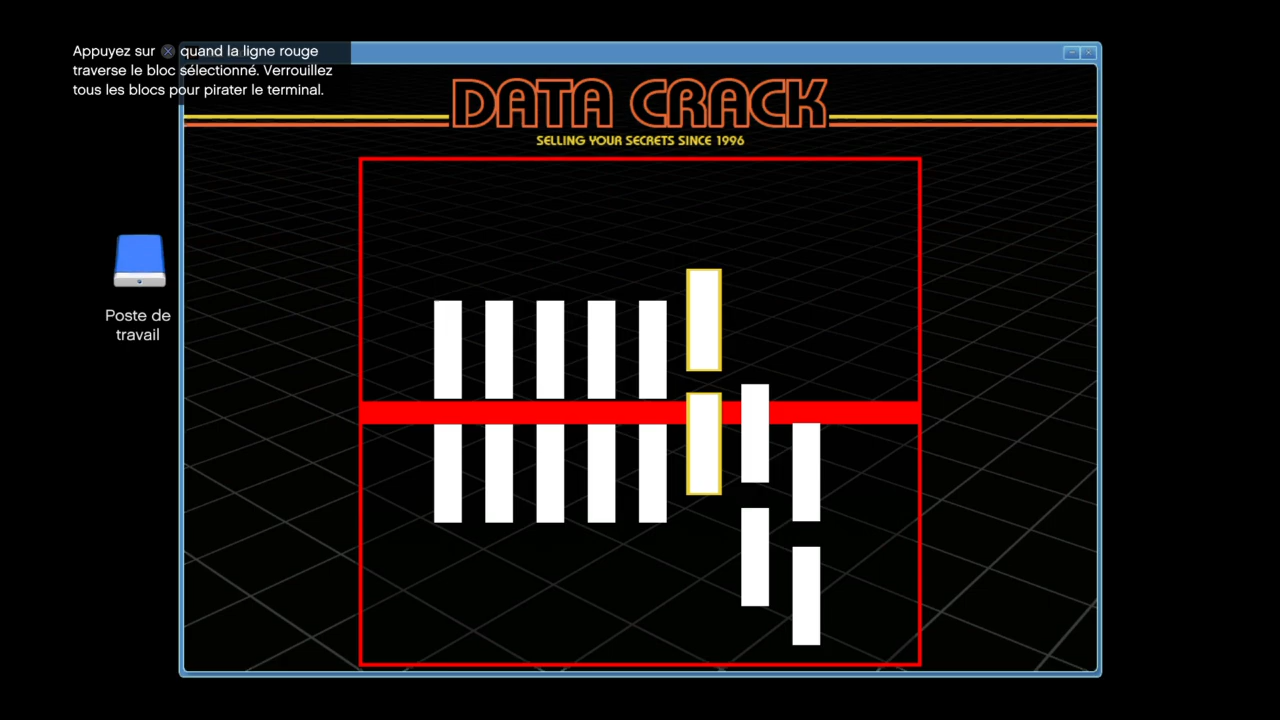 Appuyez sur ⊗ quand la ligne rouge
traverse le bloc sélectionné. Verrouillez
tous les blocs pour pirater le terminal.
DATA CRACK
SELLING YOUR SECRETS SINCE 1996
Poste de
travail